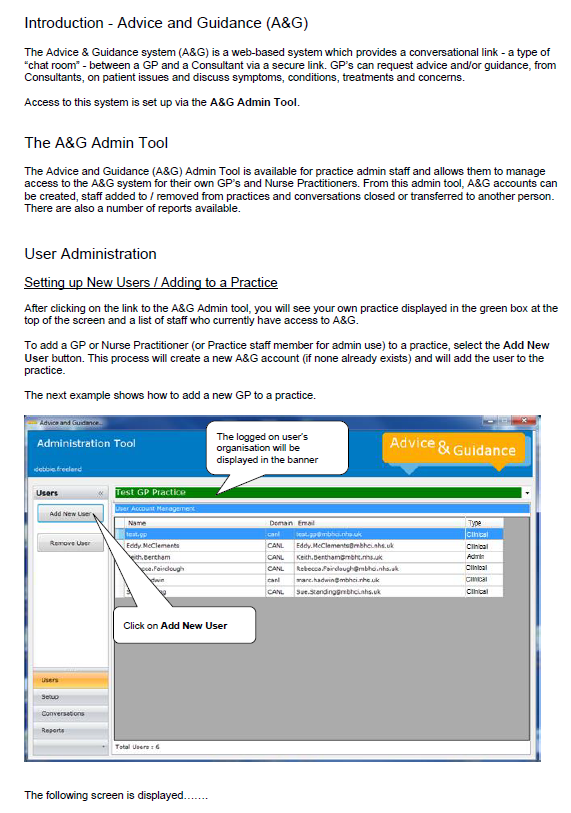 Introduction - Advice and Guidance (A&G)
The Advice & Guidance system (A&G) is a web-based system which provides a conversational link - a type of
“chat room” - between a GP and a Consultant via a secure link. GP’s can request advice and/or guidance, from
Consultants, on patient issues and discuss symptoms, conditions, treatments and concerns.
Access to this system is set up via the A&G Admin Tool.
The A&G Admin Tool
The Advice and Guidance (A&G) Admin Tool is available for practice admin staff and allows them to manage
access to the A&G system for their own GP’s and Nurse Practitioners. From this admin tool, A&G accounts can
be created, staff added to / removed from practices and conversations closed or transferred to another person.
There are also a number of reports available.
User Administration
Setting up New Users / Adding to a Practice
After clicking on the link to the A&G Admin tool, you will see your own practice displayed in the green box at the
top of the screen and a list of staff who currently have access to A&G.
To add a GP or Nurse Practitioner (or Practice staff member for admin use) to a practice, select the Add New
User button. This process will create a new A&G account (if none already exists) and will add the user to the
practice.
The next example shows how to add a new GP to a practice.
Advice and Guidance..
Administration Tool
debbie.freeland
The logged on user’s
organisation will be
displayed in the banner
Advice & Guidance
Users «
Test GP Practice
Add New User
Remove User
User Account Management
Name Domain Email Type
test.gp canl test.gp@mbhci.nhs.uk Clinical
Eddy.McClements CANL Eddy.McClements@mbhci.nhs.uk Clinical
Keith.Bentham CANL Keith.Bentham@mbht.nhs.uk Admin
Fairclough CANL Rebecca.Fairclough@mbhci.nhs.uk Clinical
canl marc.hadwin@mbhci.nhs.uk Clinical
CANL Sue.Standing@mbhci.nhs.uk Clinical
Click on Add New User
Users
Setup
Conversations
Reports
Total Users : 6
The following screen is displayed…….